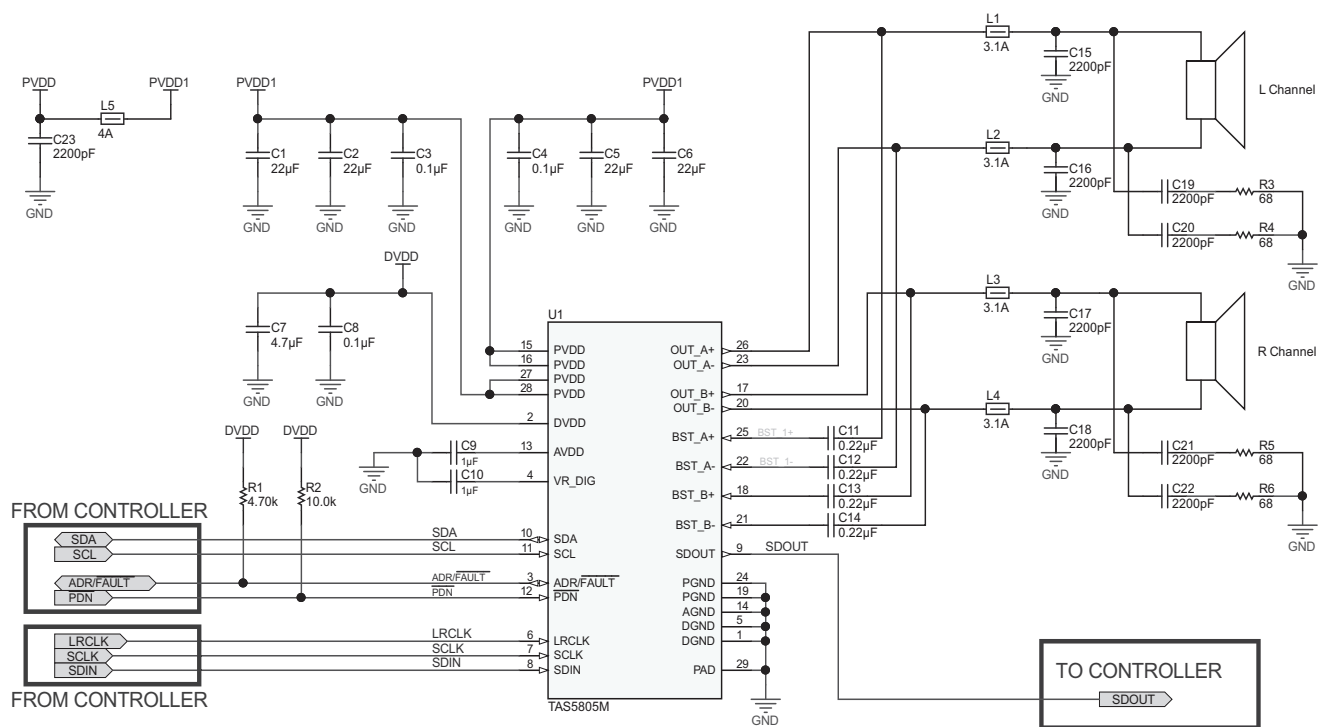 L1
3.1A
C15
2200pF
GND
L Channel
PVDD
PVDD1
L5
4A
C23
2200pF
GND
PVDD1
C1
22µF
GND
C2
22µF
GND
C3
0.1µF
GND
PVDD1
C4
0.1µF
GND
C5
22µF
GND
C6
22µF
GND
L2
3.1A
C16
2200pF
GND
C19
2200pF
R3
68
C20
2200pF
R4
68
GND
DVDD
C7
4.7µF
GND
C8
0.1µF
GND
L3
3.1A
C17
2200pF
GND
R Channel
L4
3.1A
C18
2200pF
GND
C21
2200pF
R5
68
C22
2200pF
R6
68
GND
U1
15 PVDD
16 PVDD
27 PVDD
28 PVDD
2 DVDD
13 AVDD
4 VR_DIG
10 SDA
11 SCL
3 ADR/FAULT
12 PDN
6 LRCLK
7 SCLK
8 SDIN
OUT_A+ 26
OUT_A- 23
OUT_B+ 17
OUT_B- 20
BST_A+ 25 BST_1+
BST_A- 22 BST_1-
BST_B+ 18
BST_B- 21
SDOUT 9 SDOUT
PGND 24
PGND 19
AGND 14
DGND 5
DGND 1
PAD 29
GND
TAS5805M
C11
0.22µF
C12
0.22µF
C13
0.22µF
C14
0.22µF
C9
1µF
C10
1µF
GND
DVDD
R1
4.70k
DVDD
R2
10.0k
FROM CONTROLLER
SDA
SCL
ADR/FAULT
PDN
SDA
SCL
ADR/FAULT
PDN
LRCLK
SCLK
SDIN
LRCLK
SCLK
SDIN
FROM CONTROLLER
TO CONTROLLER
SDOUT